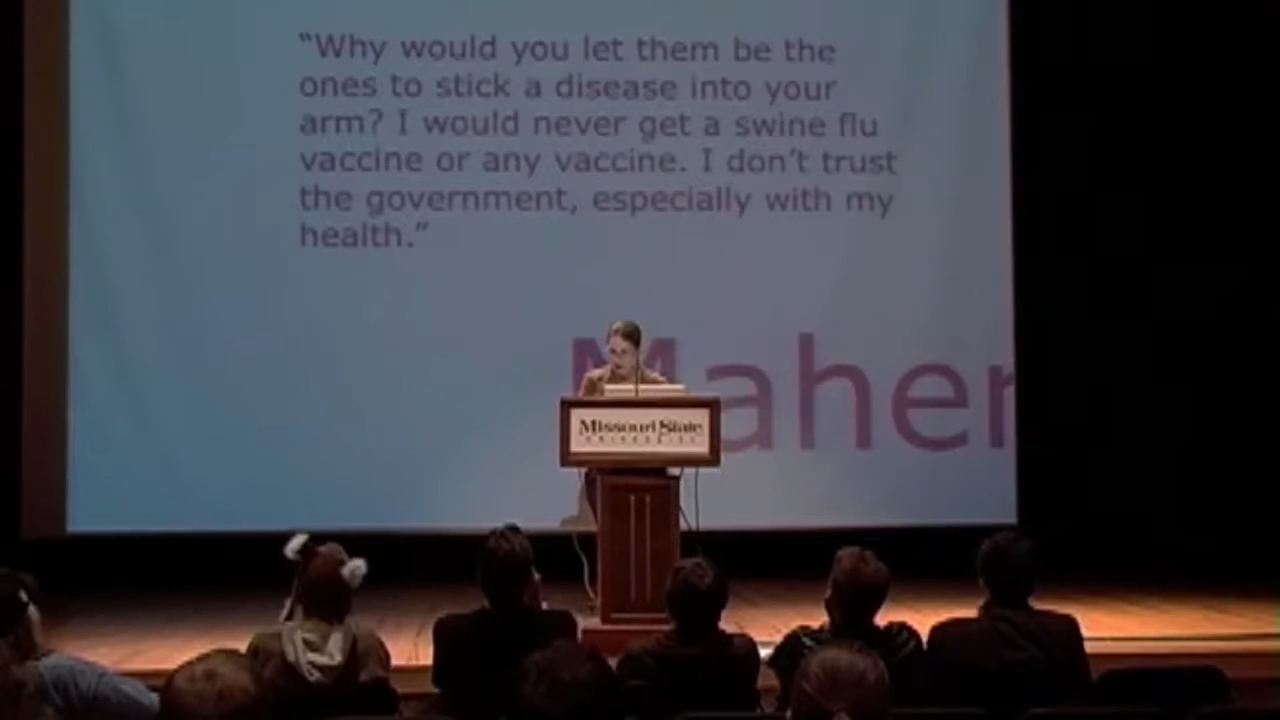 “Why would you let them be the
ones to stick a disease into your
arm? I would never get a swine flu
vaccine or any vaccine. I don’t trust
the government, especially with my
health.”
Maher
Missouri State
UNIVERSITY